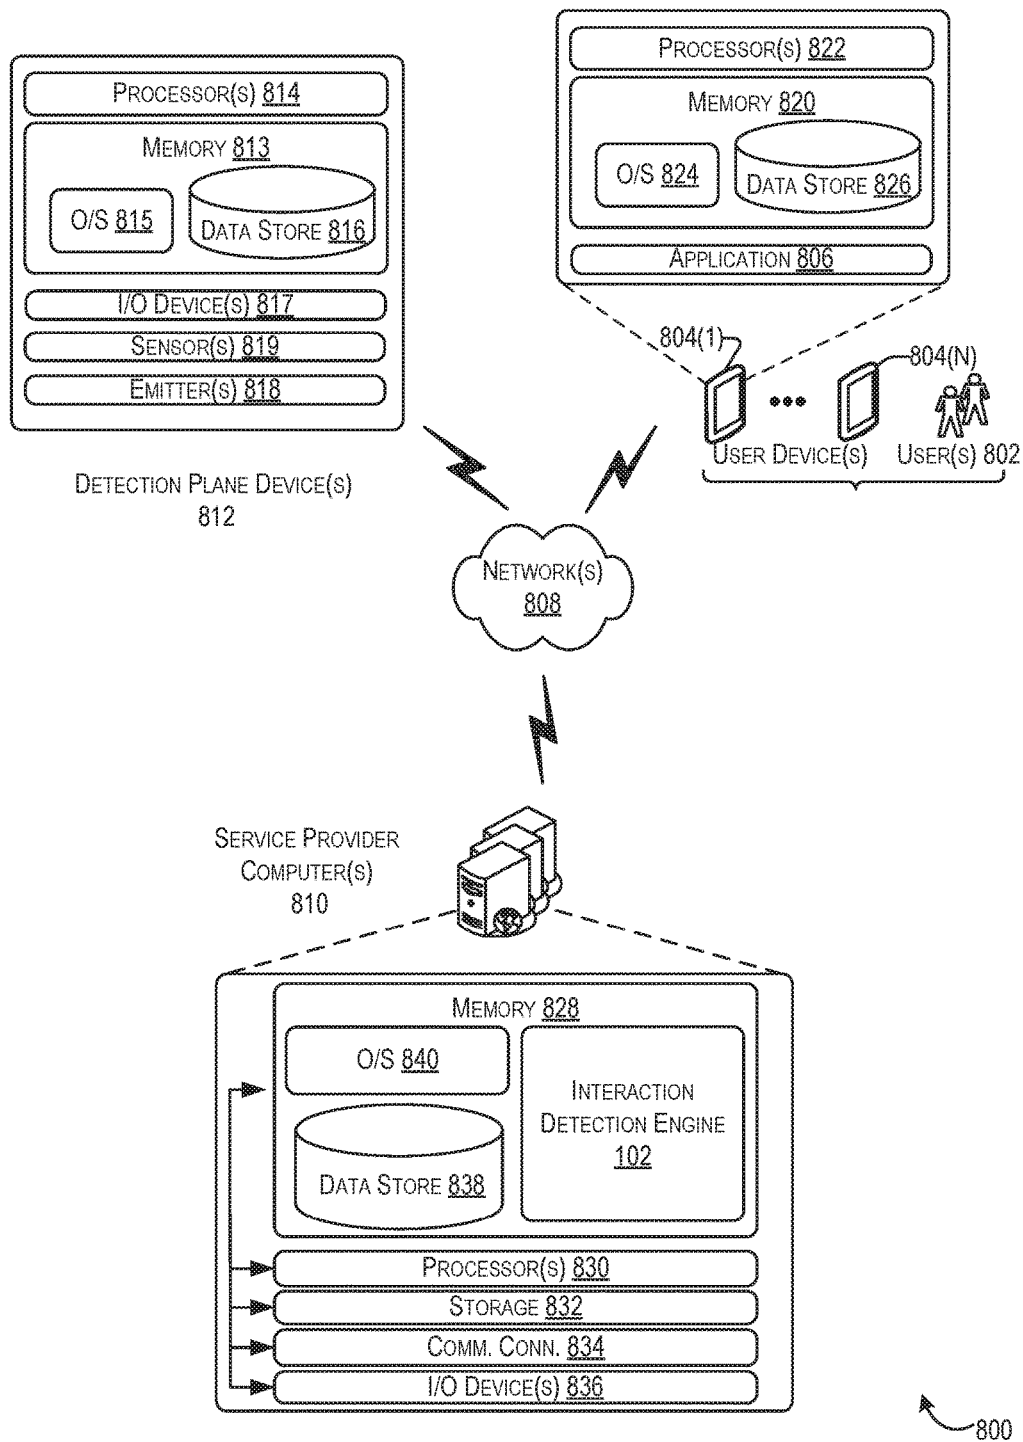 Processor(s) 814
Memory 813
O/S 815
Data Store 816
I/O Device(s) 817
Sensor(s) 819
Emitter(s) 818
Detection Plane Device(s)
812
Processor(s) 822
Memory 820
O/S 824
Data Store 826
Application 806
804(1)
804(N)
User Device(s)
User(s) 802
Network(s)
808
Service Provider
Computer(s)
810
Memory 828
O/S 840
Data Store 838
Interaction
Detection Engine
102
Processor(s) 830
Storage 832
Comm. Conn. 834
I/O Device(s) 836
800